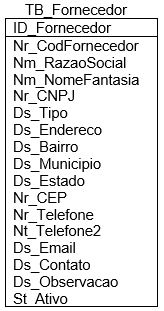 TB_Fornecedor
ID_Fornecedor
Nr_CodFornecedor
Nm_RazaoSocial
Nm_NomeFantasia
Nr_CNPJ
Ds_Tipo
Ds_Endereco
Ds_Bairro
Ds_Municipio
Ds_Estado
Nr_CEP
Nr_Telefone
Nt_Telefone2
Ds_Email
Ds_Contato
Ds_Observacao
St_Ativo